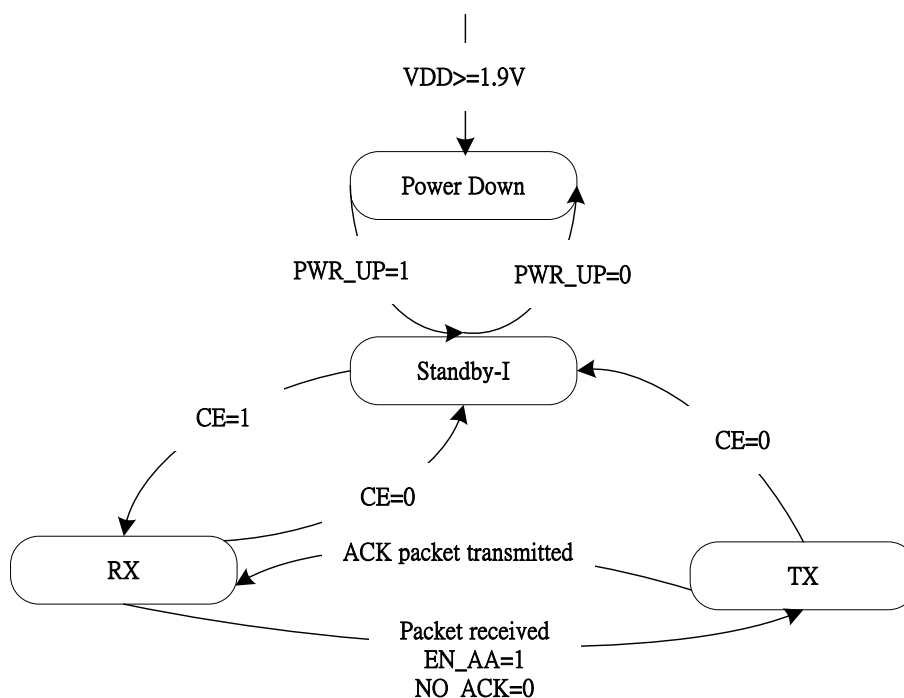 VDD>=1.9V
Power Down
PWR_UP=1
PWR_UP=0
Standby-I
CE=1
CE=0
CE=0
ACK packet transmitted
RX
TX
Packet received
EN_AA=1
NO_ACK=0